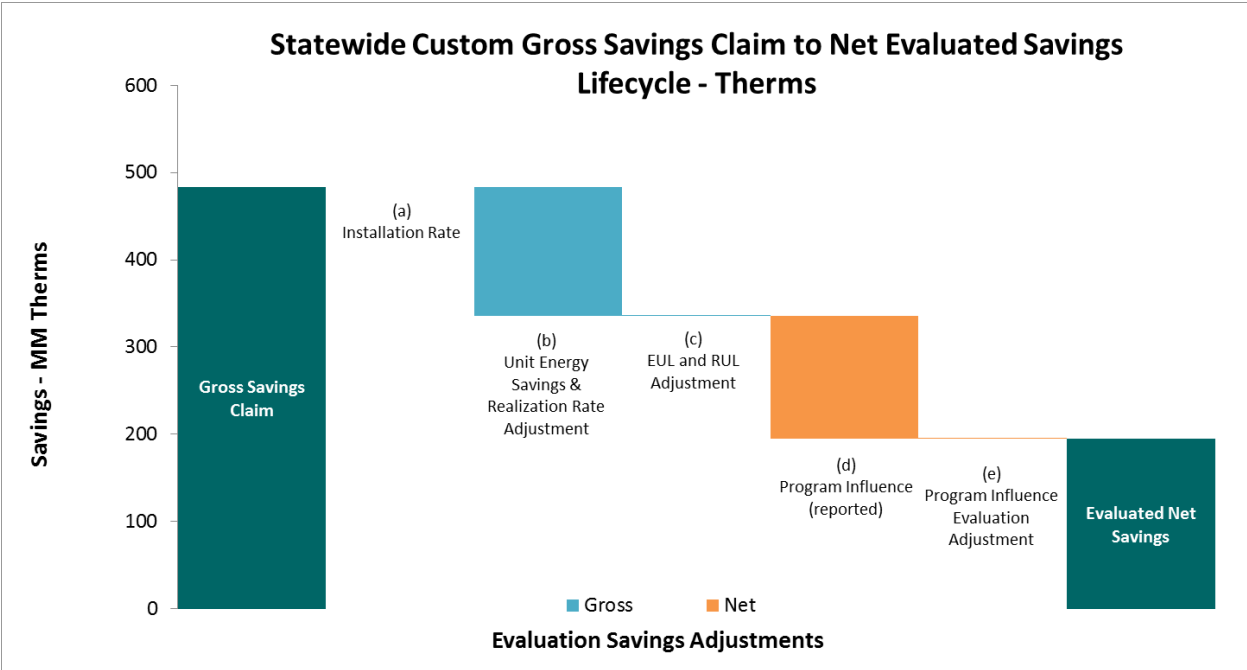 Statewide Custom Gross Savings Claim to Net Evaluated Savings
Lifecycle - Therms
Savings - MM Therms
600
500
400
300
200
100
0
Gross Savings
Claim
(a)
Installation Rate
(b)
Unit Energy
Savings &
Realization Rate
Adjustment
(c)
EUL and RUL
Adjustment
(d)
Program Influence
(reported)
(e)
Program Influence
Evaluation
Adjustment
Evaluated Net
Savings
Gross
Net
Evaluation Savings Adjustments